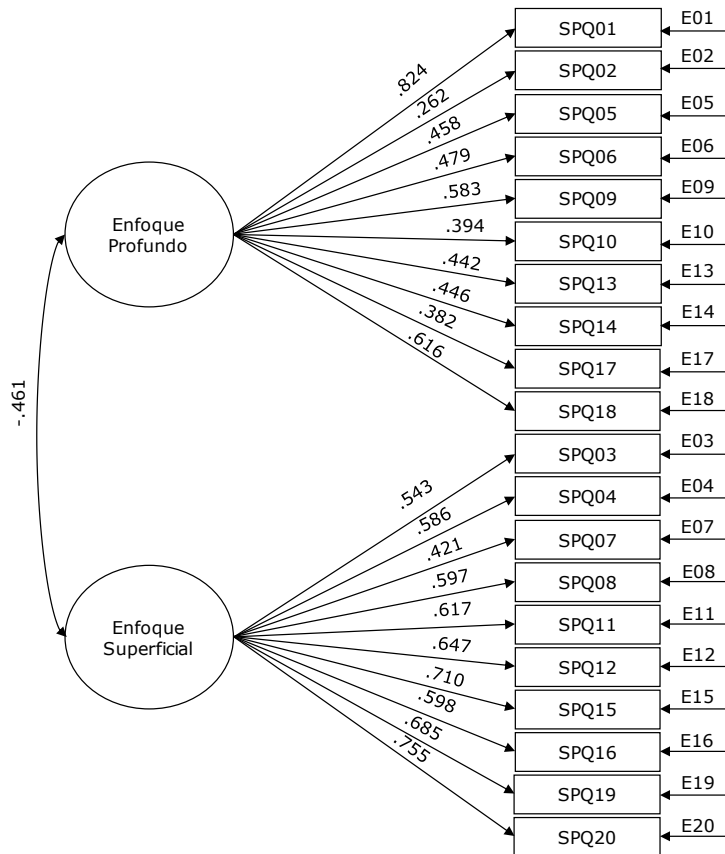 SPQ01
E01
SPQ02
E02
SPQ05
E05
SPQ06
E06
SPQ09
E09
SPQ10
E10
SPQ13
E13
SPQ14
E14
SPQ17
E17
SPQ18
E18
.824
.262
.458
.479
.583
.394
.442
.446
.382
.616
Enfoque
Profundo
-.461
SPQ03
E03
SPQ04
E04
SPQ07
E07
SPQ08
E08
SPQ11
E11
SPQ12
E12
SPQ15
E15
SPQ16
E16
SPQ19
E19
SPQ20
E20
.543
.586
.421
.597
.617
.647
.710
.598
.685
.755
Enfoque
Superficial